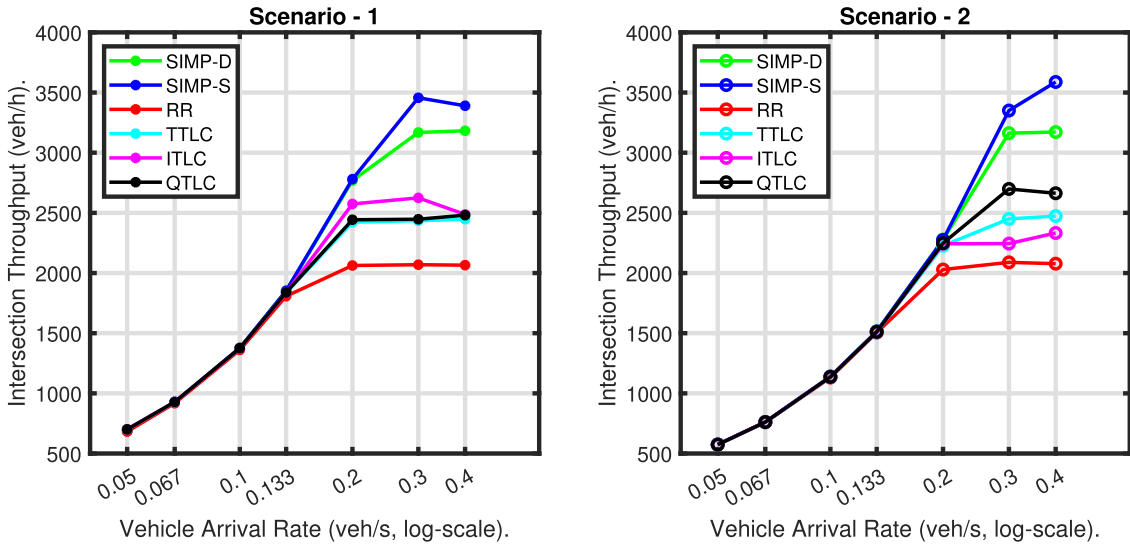 Scenario - 1
Intersection Throughput (veh/h).
4000
3500
3000
2500
2000
1500
1000
500
SIMP-D
SIMP-S
RR
TTLC
ITLC
QTLC
0.05
0.067
0.1
0.133
0.2
0.3
0.4
Vehicle Arrival Rate (veh/s, log-scale).
Scenario - 2
Intersection Throughput (veh/h).
4000
3500
3000
2500
2000
1500
1000
500
SIMP-D
SIMP-S
RR
TTLC
ITLC
QTLC
0.05
0.067
0.1
0.133
0.2
0.3
0.4
Vehicle Arrival Rate (veh/s, log-scale).